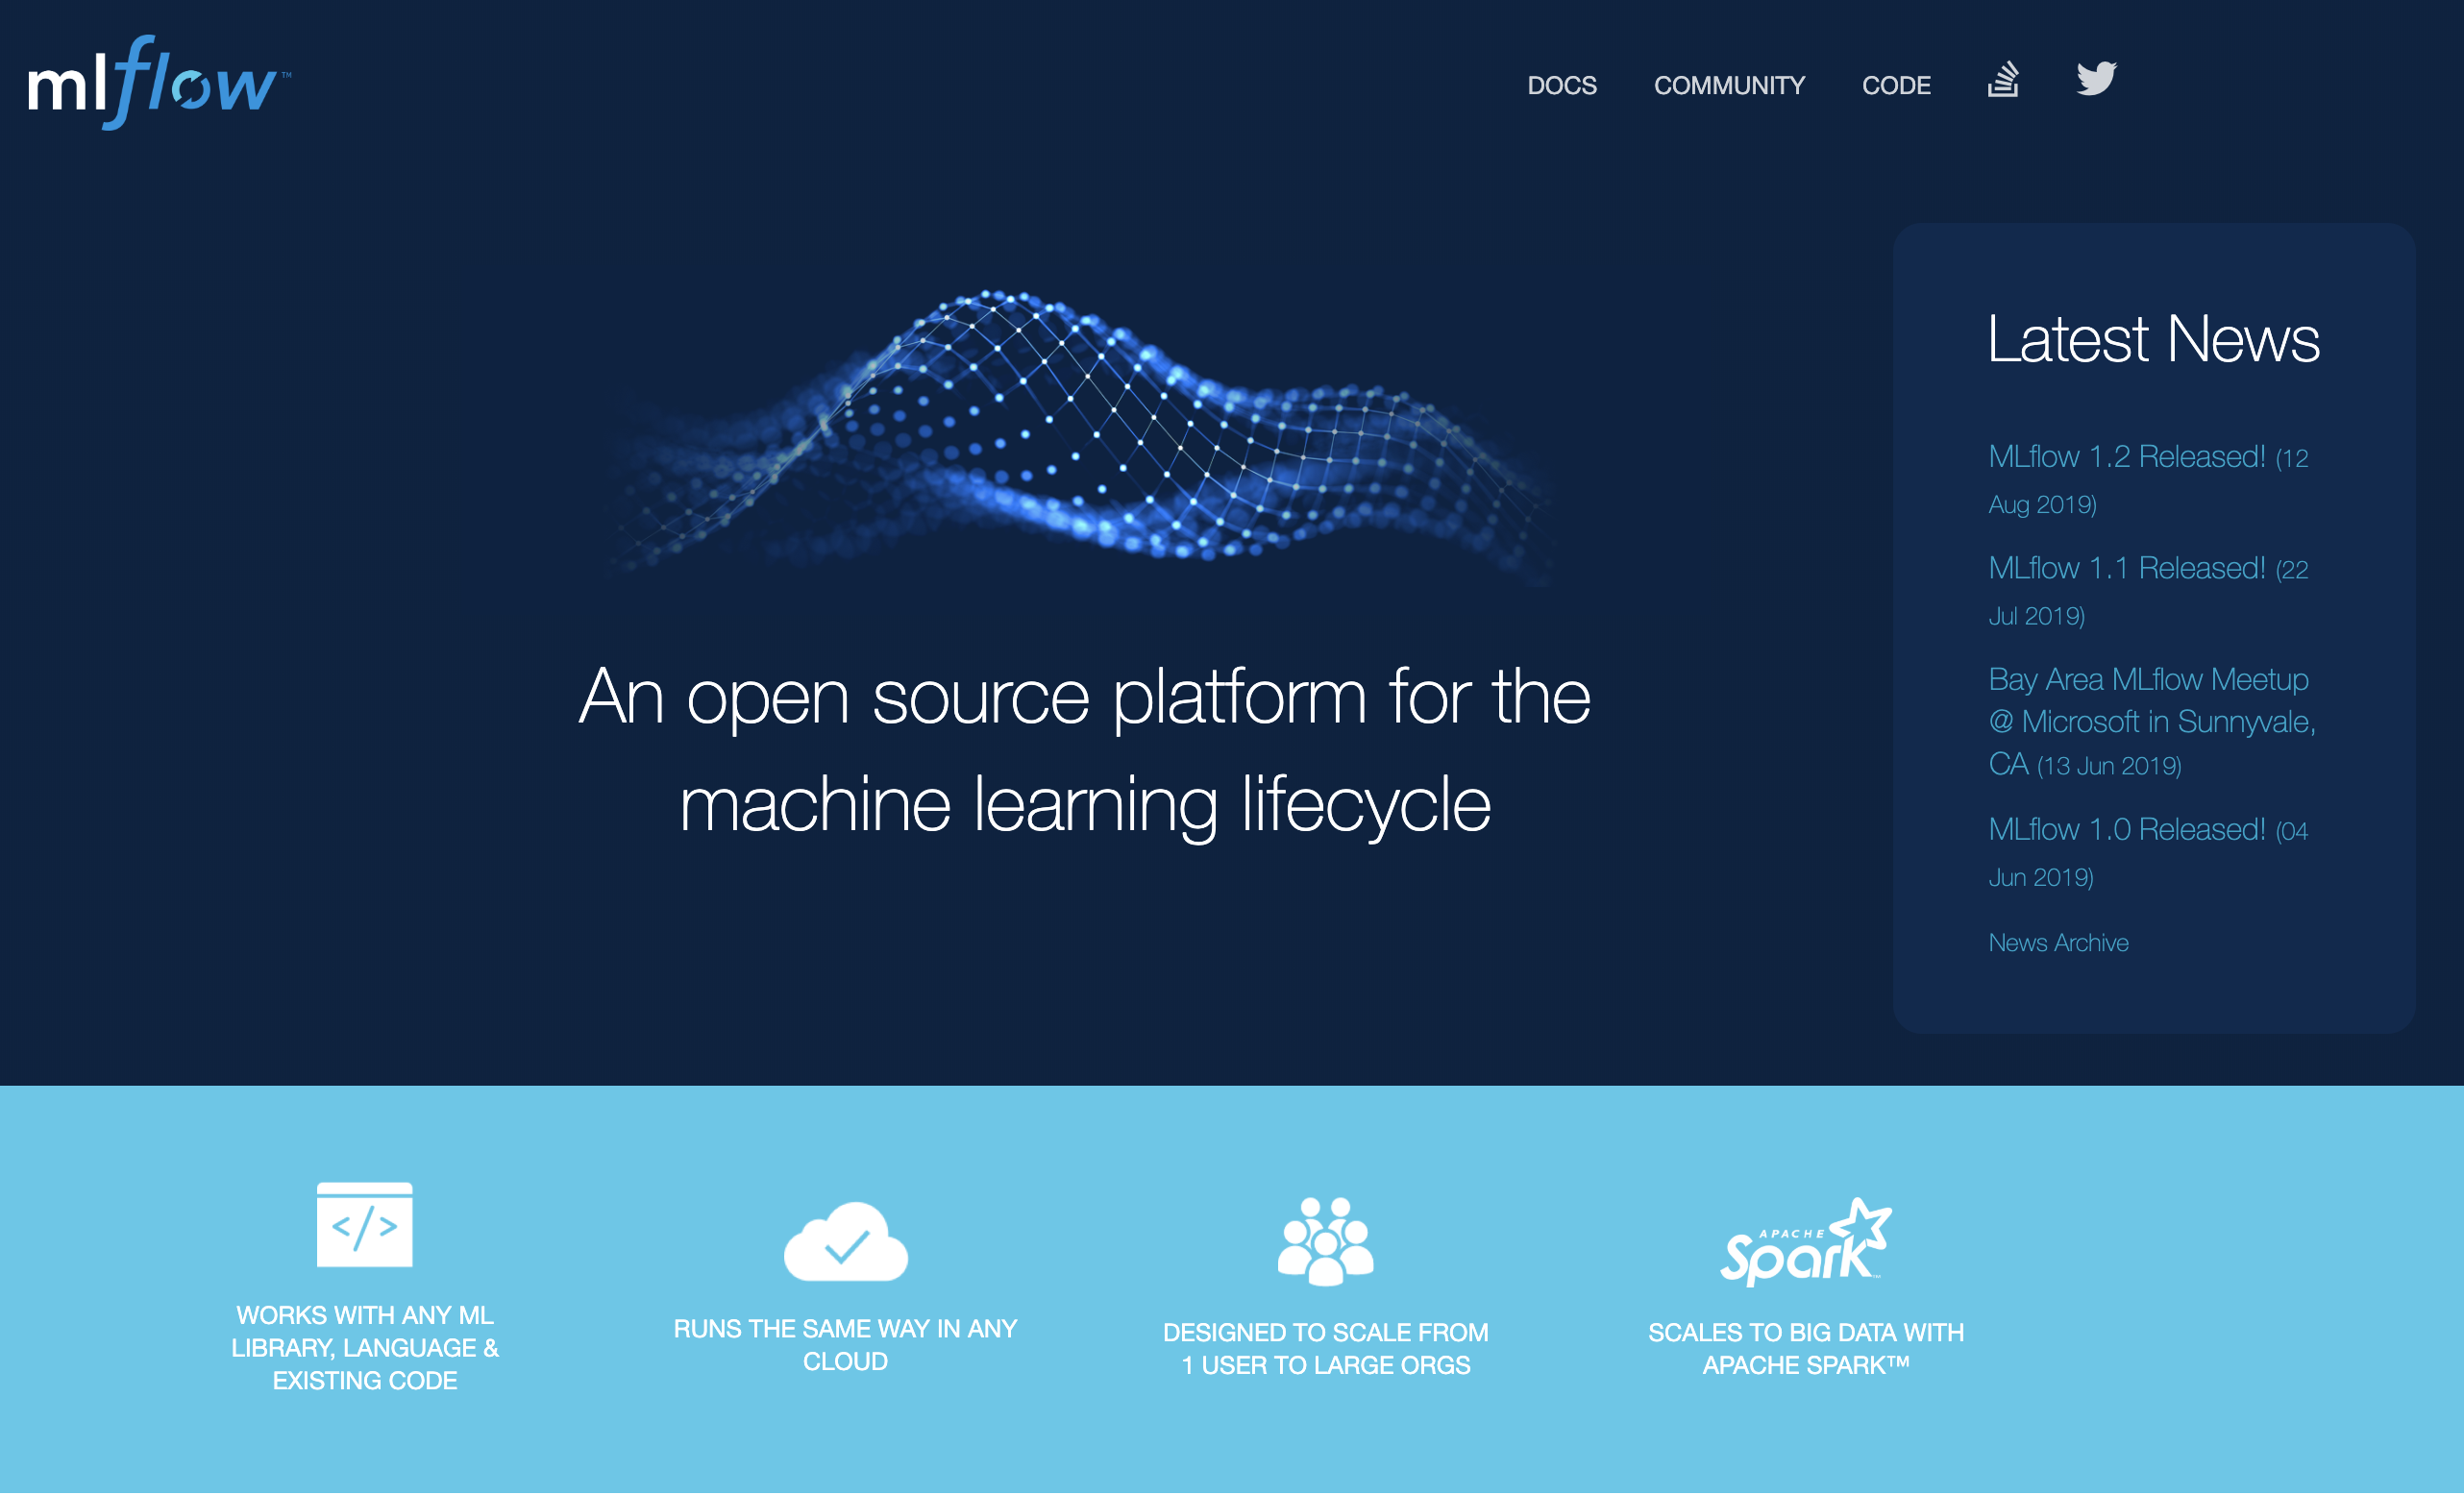 mlflow™
DOCS COMMUNITY CODE
Latest News
MLflow 1.2 Released! (12
Aug 2019)
MLflow 1.1 Released! (22
Jul 2019)
Bay Area MLflow Meetup
@ Microsoft in Sunnyvale,
CA (13 Jun 2019)
MLflow 1.0 Released! (04
Jun 2019)
News Archive
An open source platform for the
machine learning lifecycle
</>
WORKS WITH ANY ML
LIBRARY, LANGUAGE &
EXISTING CODE
RUNS THE SAME WAY IN ANY
CLOUD
DESIGNED TO SCALE FROM
1 USER TO LARGE ORGS
APACHE
Spark™
SCALES TO BIG DATA WITH
APACHE SPARK™